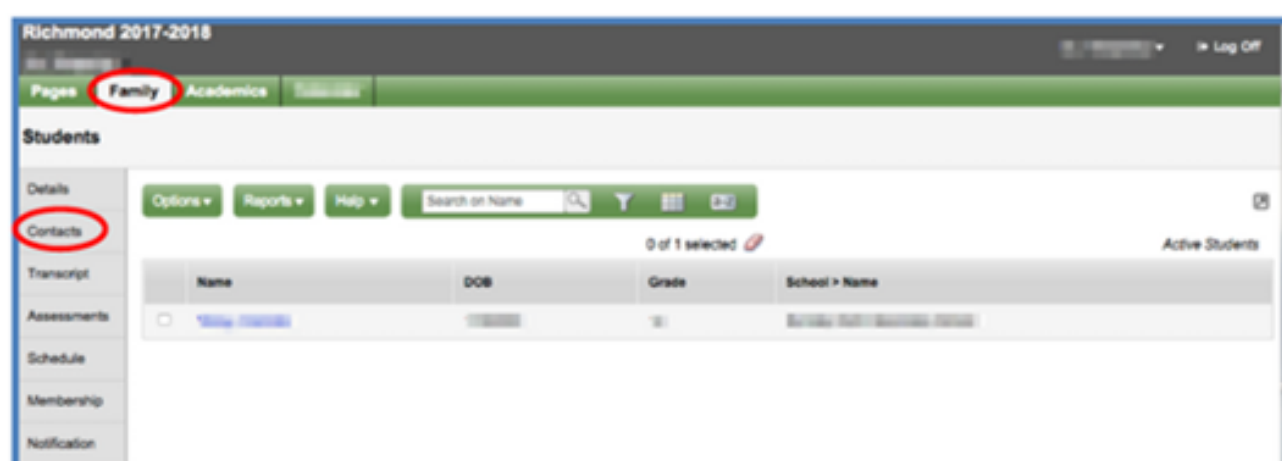 Richmond 2017-2018
Log Off
Pages Family Academics
Students
Details
Options Reports Help Search on Name
Contacts
0 of 1 selected Active Students
Transcript
Name DOB Grade School > Name
Assessments
Schedule
Membership
Notification